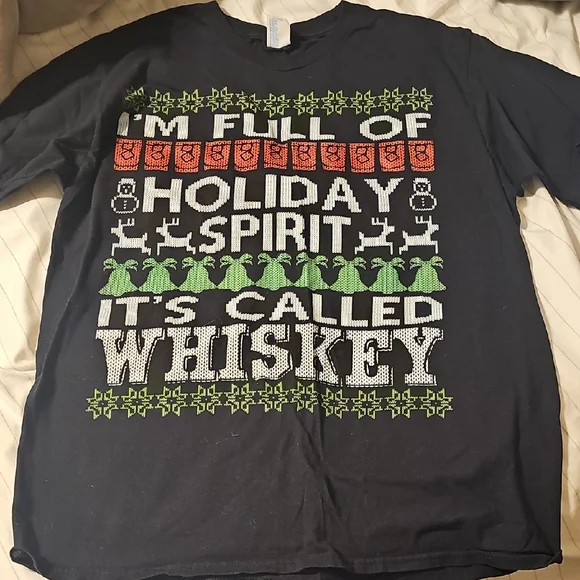 I'M FULL OF
HOLIDAY
SPIRIT
IT'S CALLED
WHISKEY